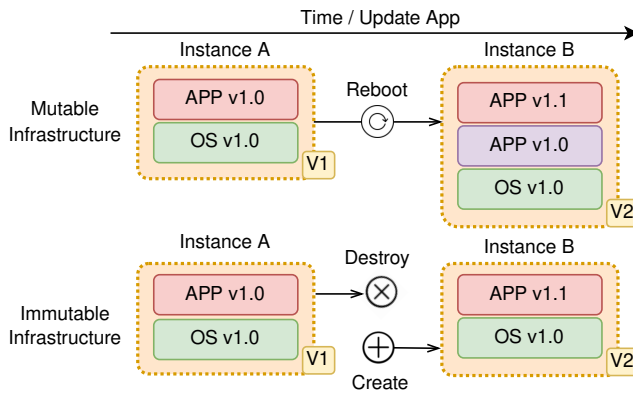 Time / Update App
Instance A
Instance B
Mutable
Infrastructure
APP v1.0
OS v1.0
V1
Reboot
APP v1.1
APP v1.0
OS v1.0
V2
Instance A
Instance B
Immutable
Infrastructure
APP v1.0
OS v1.0
V1
Destroy
Create
APP v1.1
OS v1.0
V2